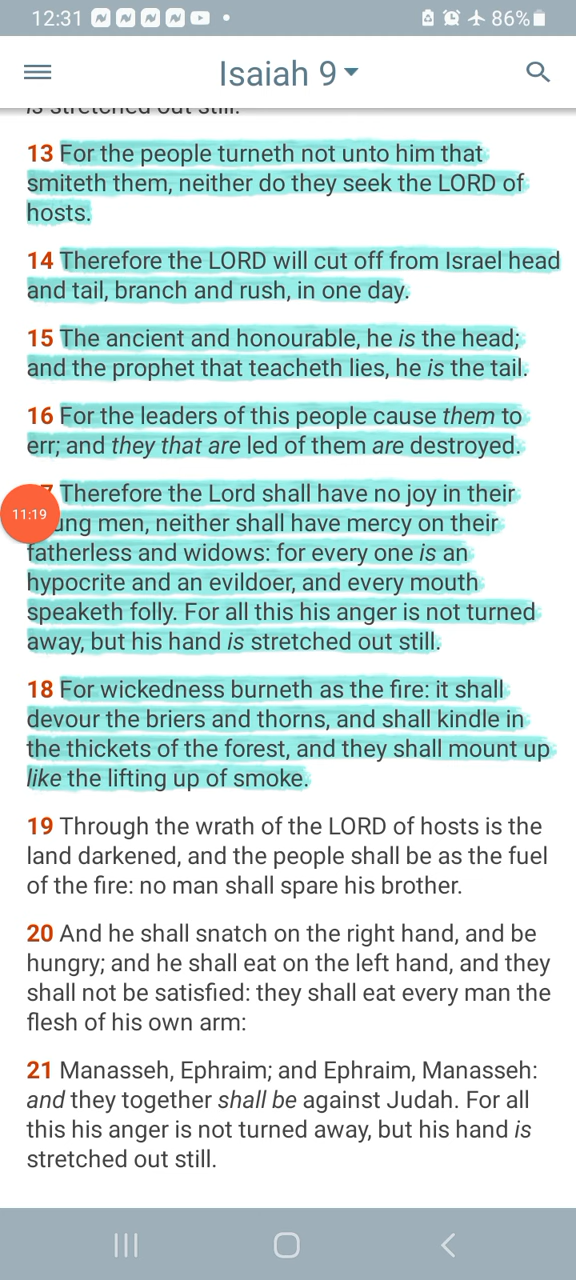 12:31
86%
Isaiah 9
is stretched out still.
13 For the people turneth not unto him that
smiteth them, neither do they seek the LORD of
hosts.
14 Therefore the LORD will cut off from Israel head
and tail, branch and rush, in one day.
15 The ancient and honourable, he is the head;
and the prophet that teacheth lies, he is the tail.
16 For the leaders of this people cause them to
err; and they that are led of them are destroyed.
7 Therefore the Lord shall have no joy in their
11:19
ung men, neither shall have mercy on their
fatherless and widows: for every one is an
hypocrite and an evildoer, and every mouth
speaketh folly. For all this his anger is not turned
away, but his hand is stretched out still.
18 For wickedness burneth as the fire: it shall
devour the briers and thorns, and shall kindle in
the thickets of the forest, and they shall mount up
like the lifting up of smoke.
19 Through the wrath of the LORD of hosts is the
land darkened, and the people shall be as the fuel
of the fire: no man shall spare his brother.
20 And he shall snatch on the right hand, and be
hungry; and he shall eat on the left hand, and they
shall not be satisfied: they shall eat every man the
flesh of his own arm:
21 Manasseh, Ephraim; and Ephraim, Manasseh:
and they together shall be against Judah. For all
this his anger is not turned away, but his hand is
stretched out still.